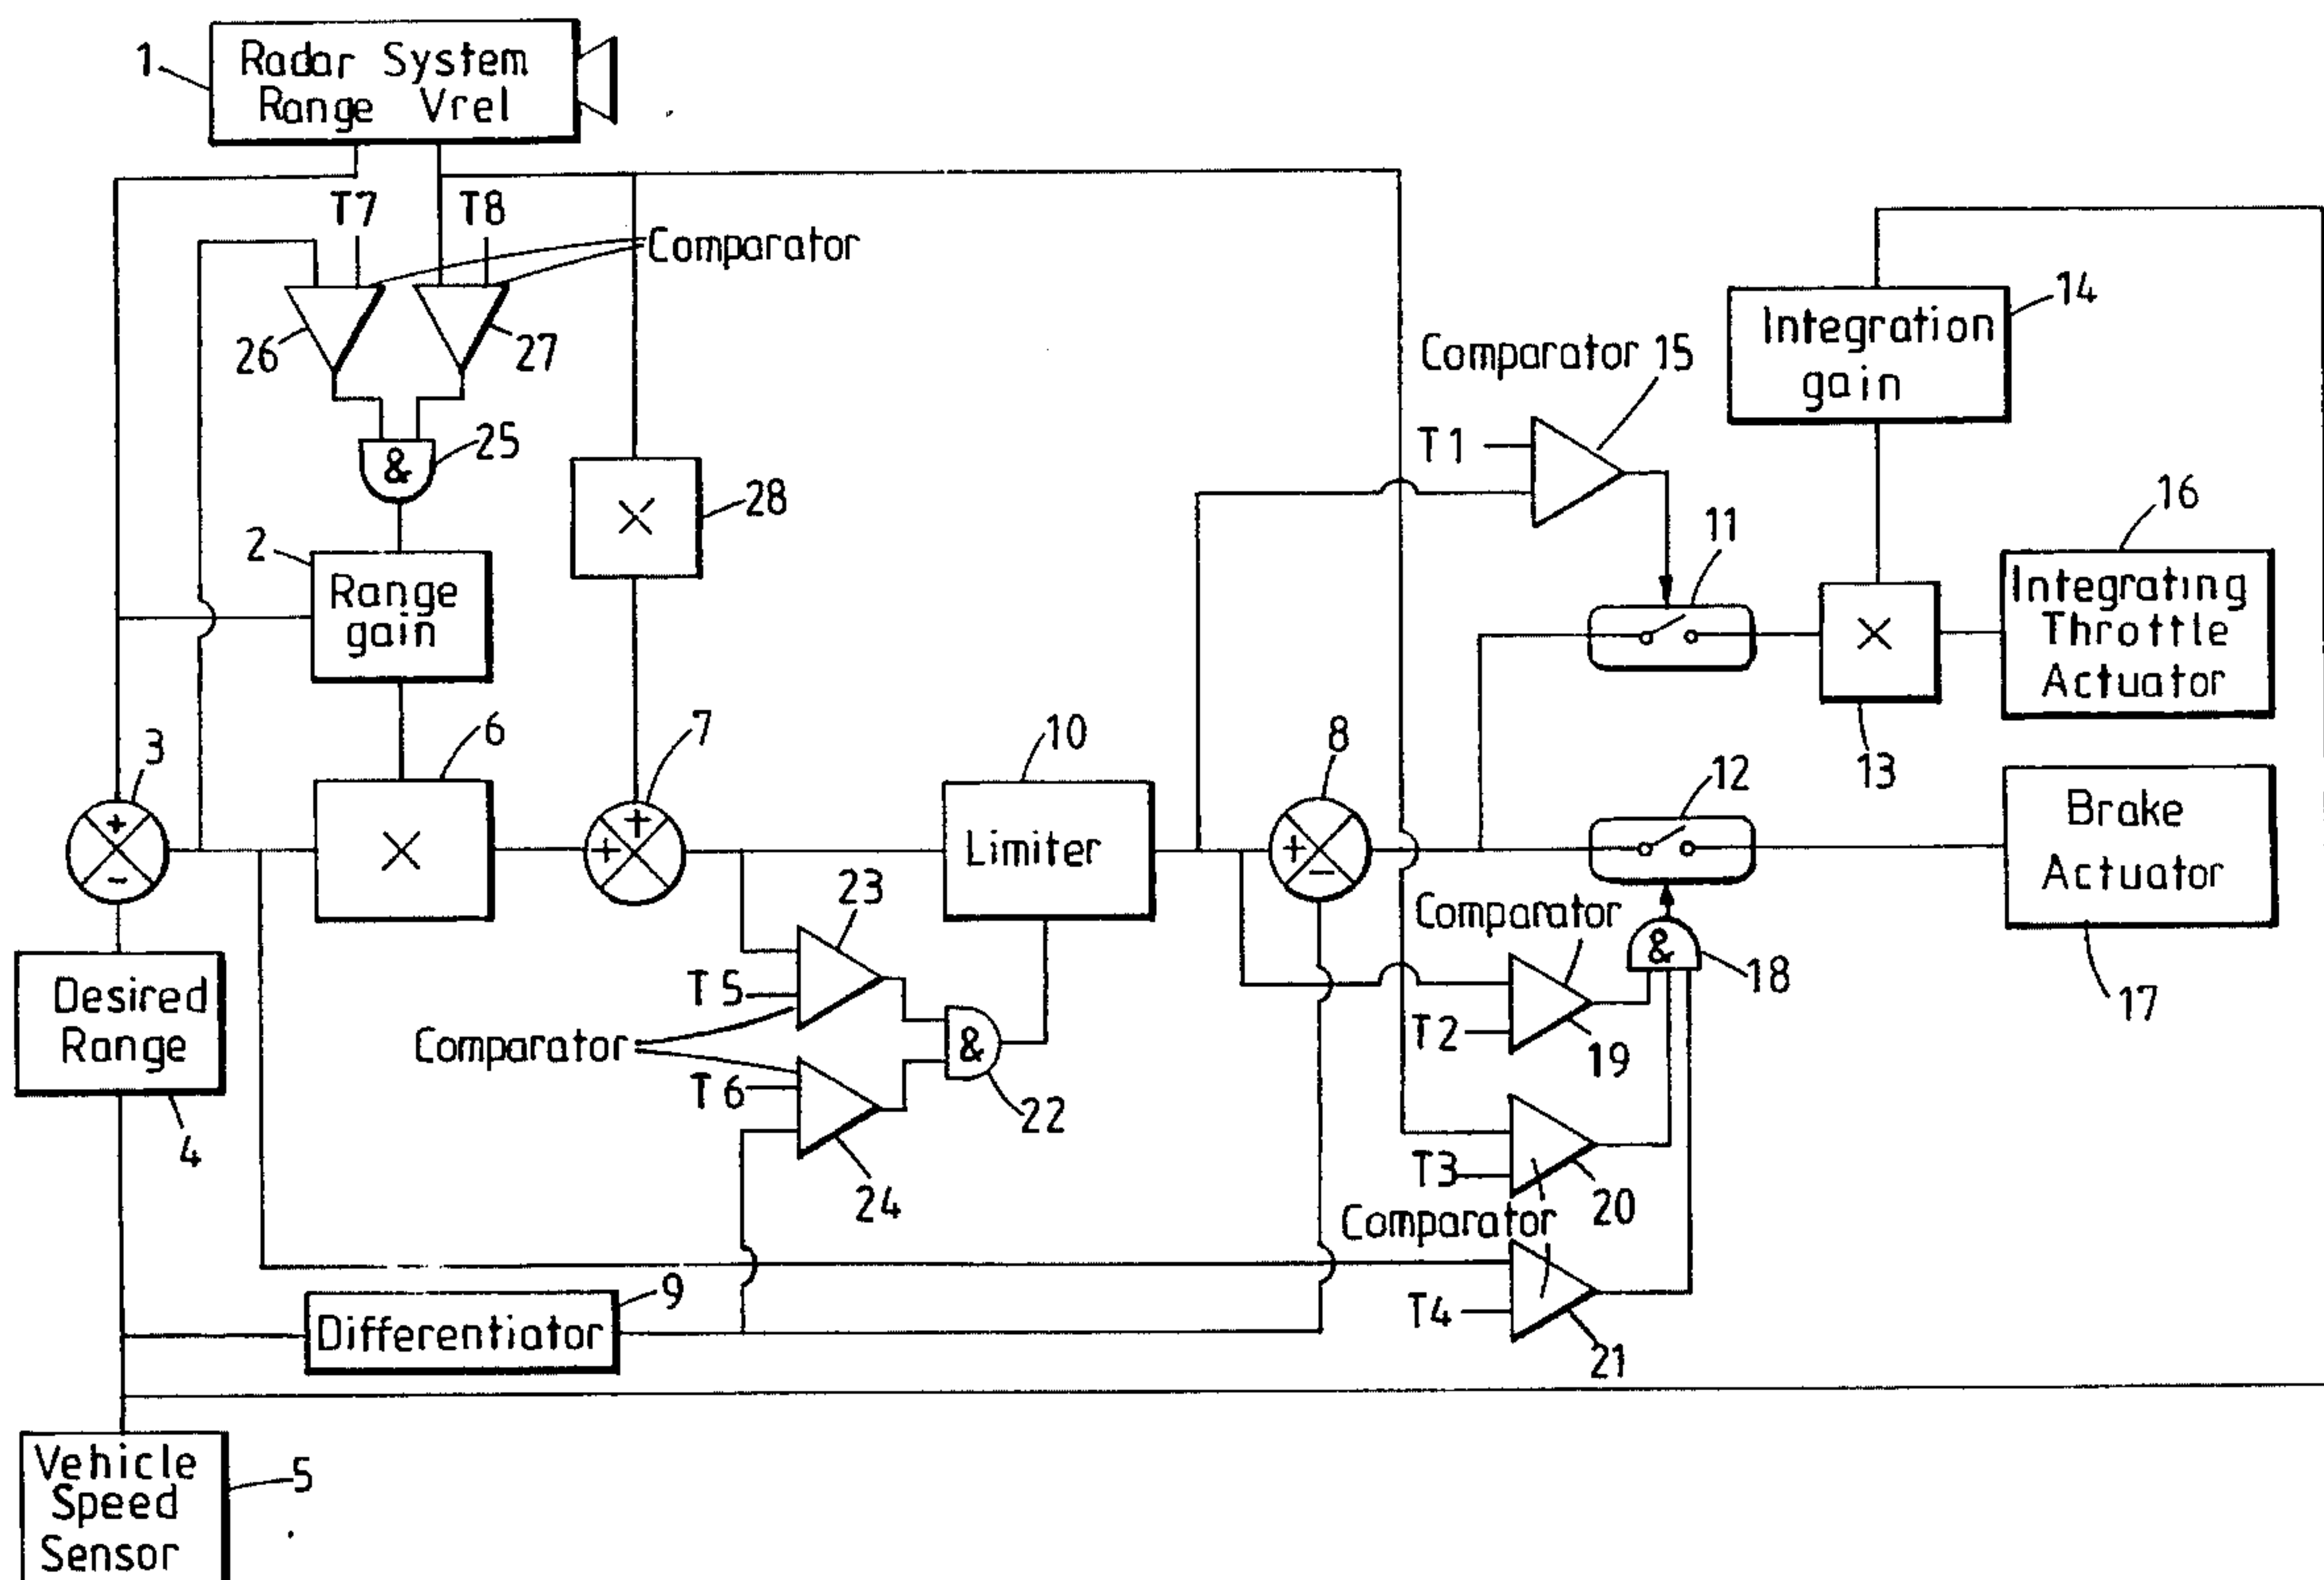 1
Radar System
Range Vrel
T7
T8
Comparator
26
27
&
25
28
2
Range
gain
Comparator 15
T1
14
Integration
gain
11
16
Integrating
Throttle
Actuator
13
3
+
-
6
7
+
+
10
Limiter
8
+
-
12
Brake
Actuator
17
Desired
Range
4
23
T5
Comparator
T6
24
&
22
Comparator
&
18
T2
19
T3
20
Comparator
T4
21
9
Differentiator
Vehicle
Speed
Sensor
5